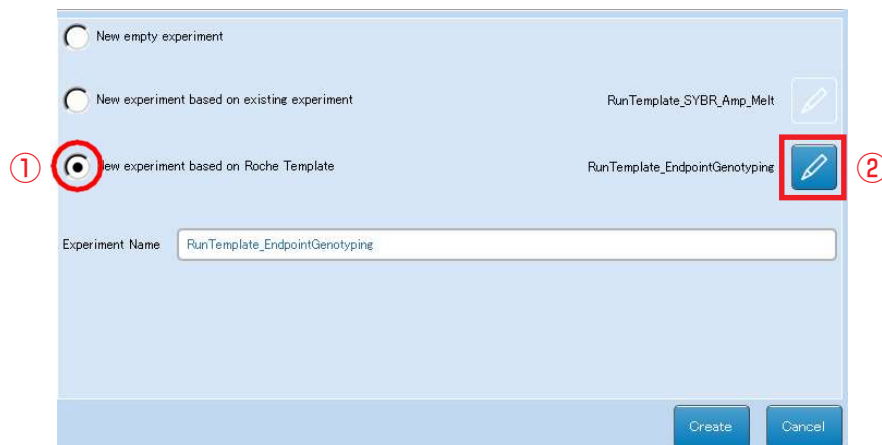 New empty experiment
New experiment based on existing experiment RunTemplate_SYBR_Amp_Melt
① New experiment based on Roche Template RunTemplate_EndpointGenotyping ②
Experiment Name RunTemplate_EndpointGenotyping
Create Cancel